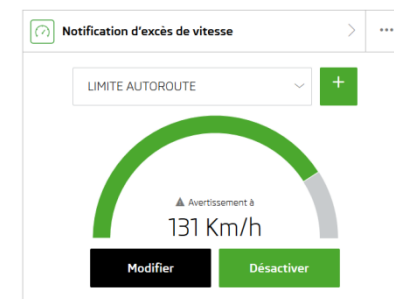 Notification d'excès de vitesse
LIMITE AUTOROUTE
Avertissement à
131 Km/h
Modifier
Désactiver